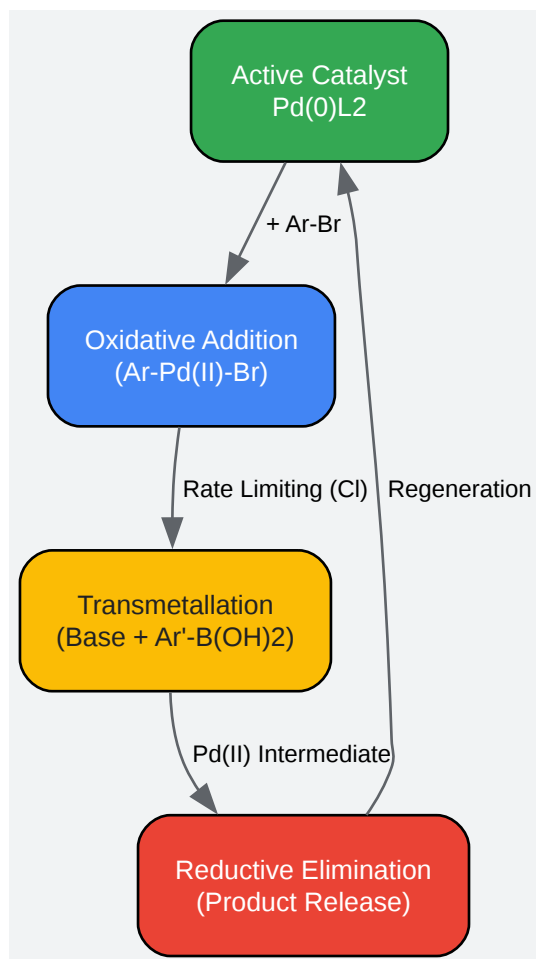 Active Catalyst
Pd(0)L2
+ Ar-Br
Oxidative Addition
(Ar-Pd(II)-Br)
Rate Limiting (Cl)
Regeneration
Transmetallation
(Base + Ar'-B(OH)2)
Pd(II) Intermediate
Reductive Elimination
(Product Release)